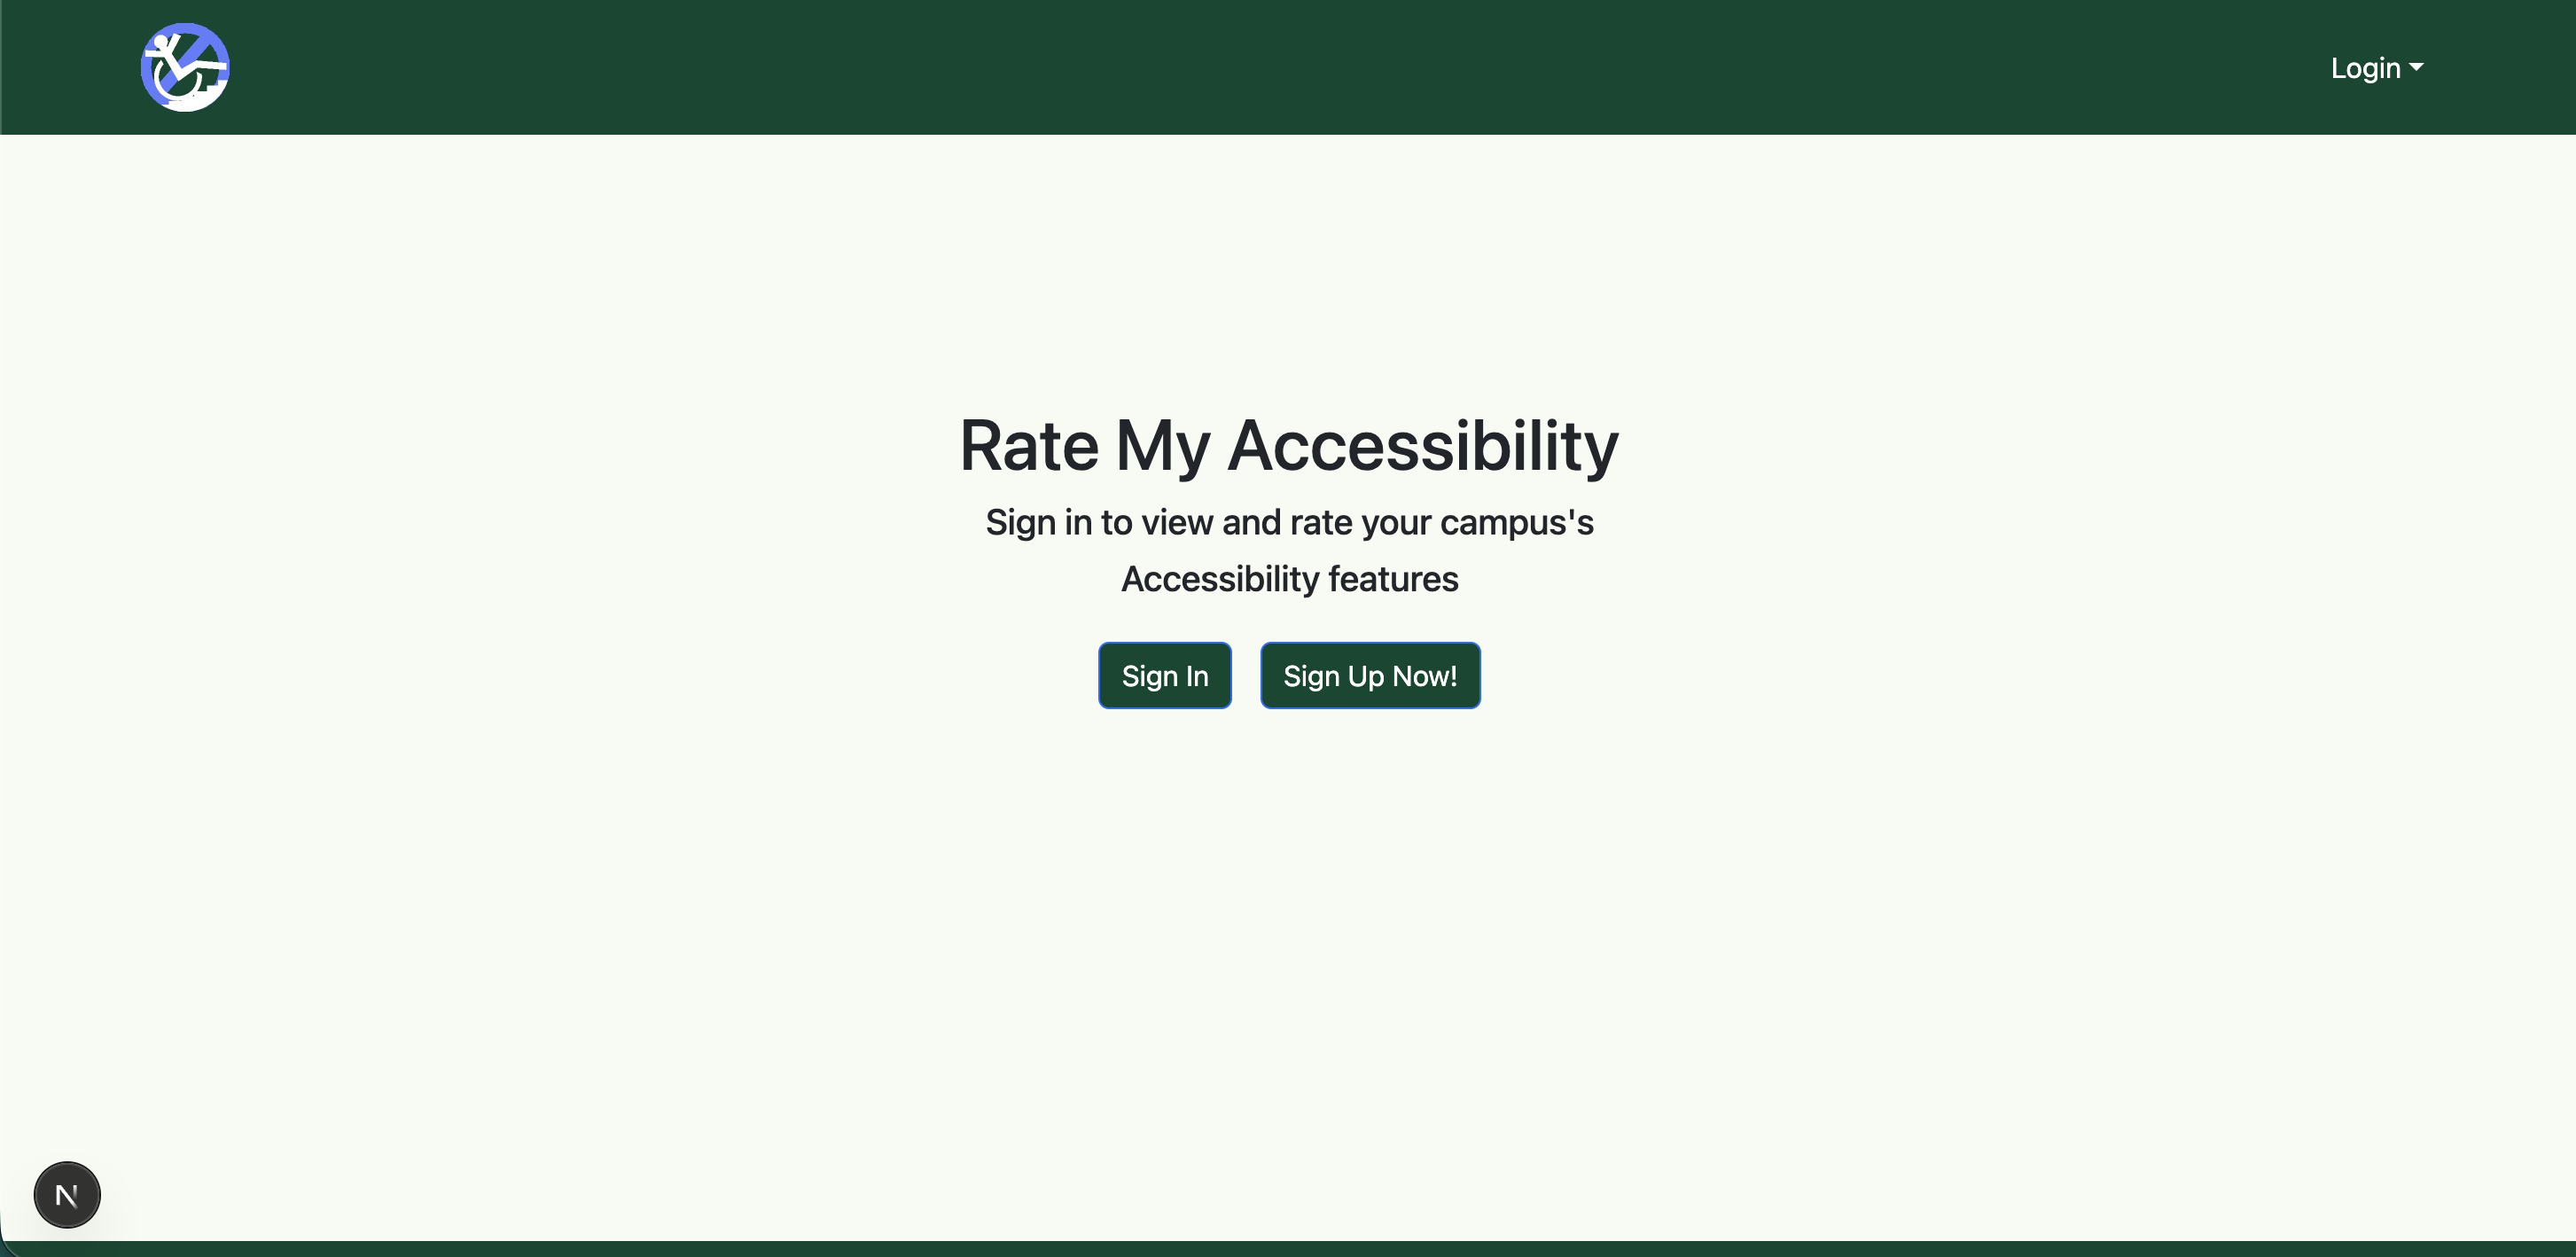 Login
Rate My Accessibility
Sign in to view and rate your campus's
Accessibility features
Sign In
Sign Up Now!
N